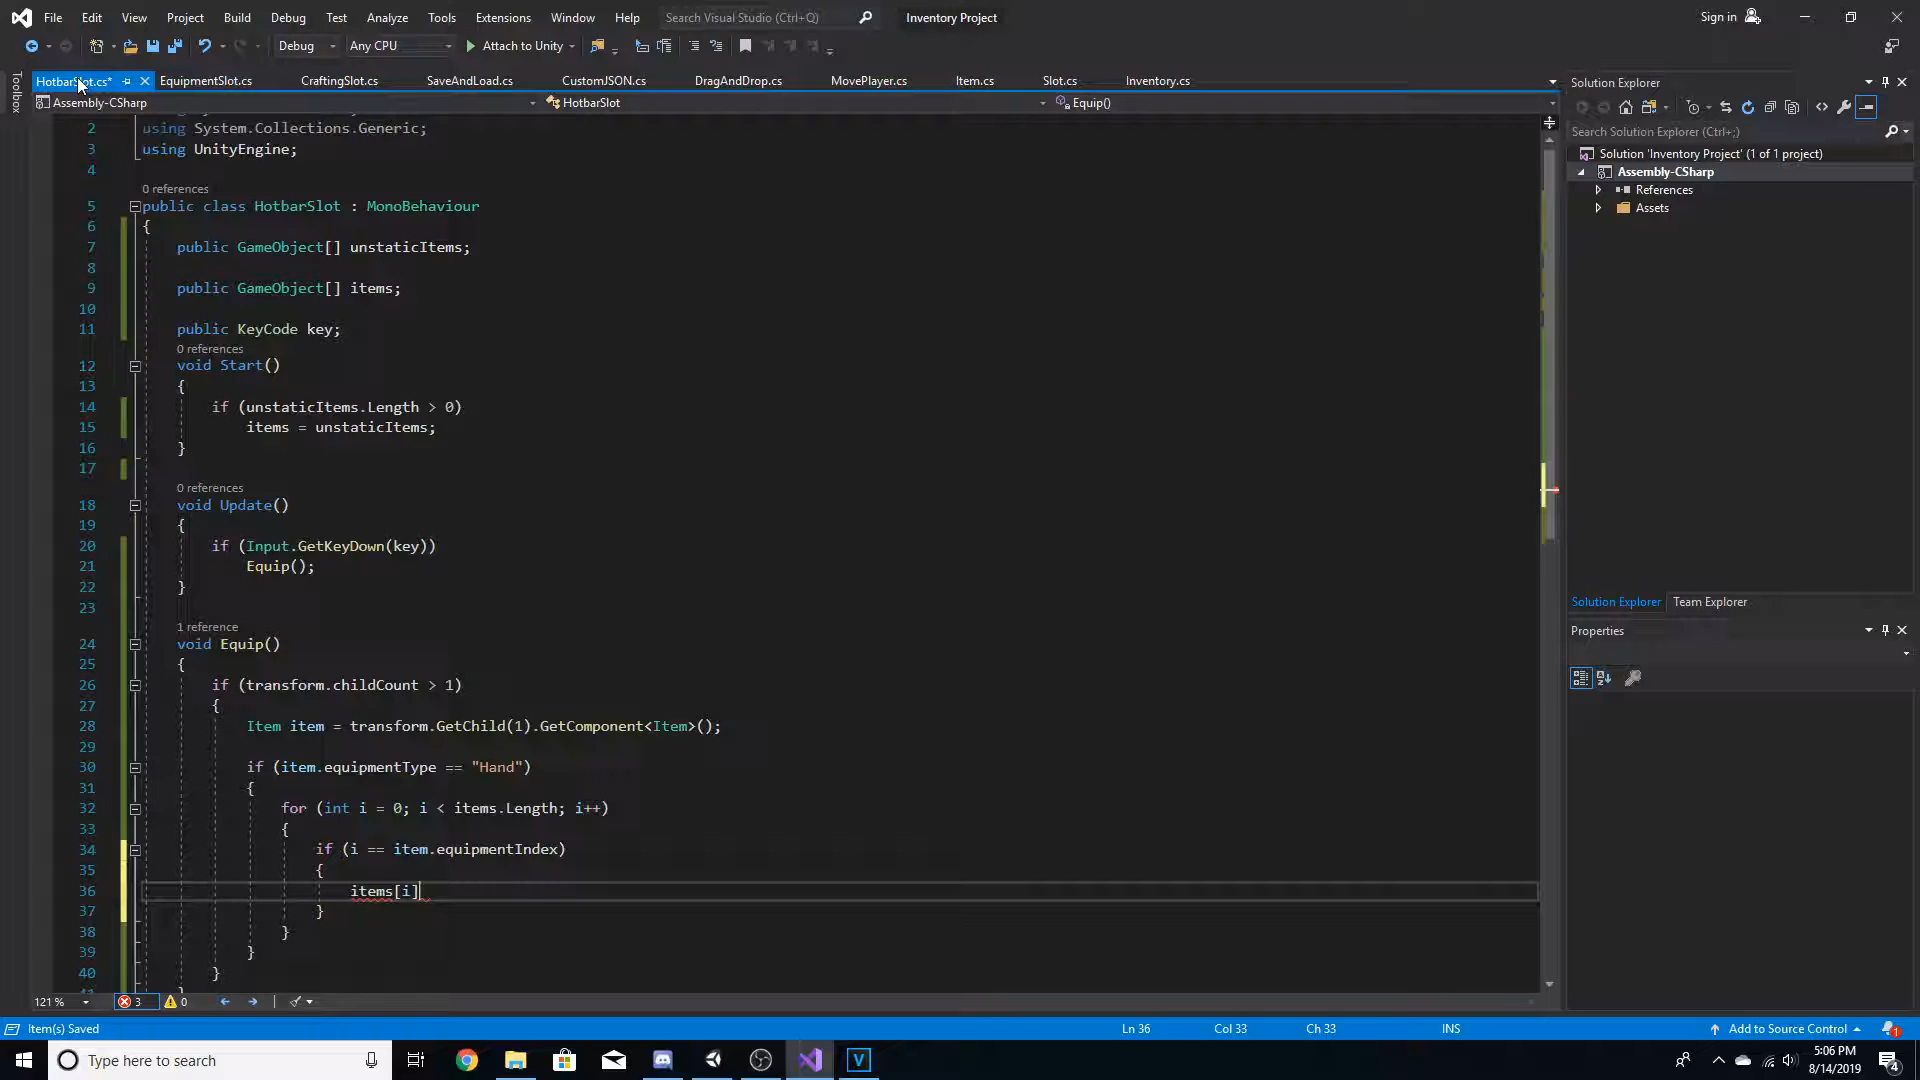 File Edit View Project Build Debug Test Analyze Tools Extensions Window Help Search Visual Studio (Ctrl+Q) Inventory Project Sign in
Debug Any CPU Attach to Unity
Toolbox
HotbarSlot.cs* EquipmentSlot.cs CraftingSlot.cs SaveAndLoad.cs CustomJSON.cs DragAndDrop.cs MovePlayer.cs Item.cs Slot.cs Inventory.cs
Assembly-CSharp HotbarSlot Equip()
2 using System.Collections.Generic;
3 using UnityEngine;
4
0 references
5 public class HotbarSlot : MonoBehaviour
6 {
7 public GameObject[] unstaticItems;
8
9 public GameObject[] items;
10
11 public KeyCode key;
0 references
12 void Start()
13 {
14 if (unstaticItems.Length > 0)
15 items = unstaticItems;
16 }
17
0 references
18 void Update()
19 {
20 if (Input.GetKeyDown(key))
21 Equip();
22 }
23
1 reference
24 void Equip()
25 {
26 if (transform.childCount > 1)
27 {
28 Item item = transform.GetChild(1).GetComponent<Item>();
29
30 if (item.equipmentType == "Hand")
31 {
32 for (int i = 0; i < items.Length; i++)
33 {
34 if (i == item.equipmentIndex)
35 {
36 items[i]
37 }
38 }
39 }
40 }
121 % 3 0
Solution Explorer
Search Solution Explorer (Ctrl+;)
Solution 'Inventory Project' (1 of 1 project)
Assembly-CSharp
References
Assets
Solution Explorer Team Explorer
Properties
Item(s) Saved Ln 36 Col 33 Ch 33 INS Add to Source Control 1
Type here to search
V
5:06 PM
8/14/2019
4